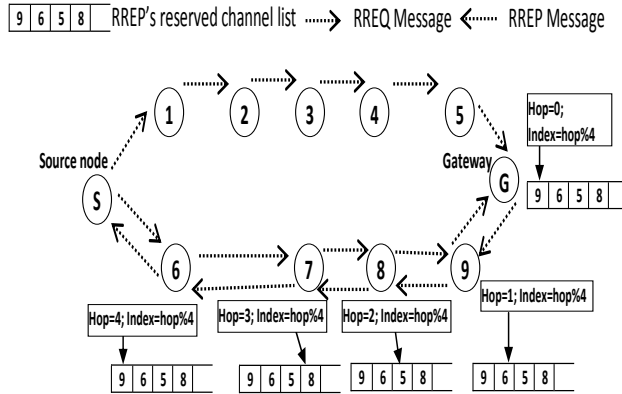 9 6 5 8 RREP's reserved channel list RREQ Message RREP Message
1 2 3 4 5
Hop=0;
Index=hop%4
Source node
Gateway
S
G
9 6 5 8
6 7 8 9
Hop=4; Index=hop%4
Hop=3; Index=hop%4
Hop=2; Index=hop%4
Hop=1; Index=hop%4
9 6 5 8
9 6 5 8
9 6 5 8
9 6 5 8